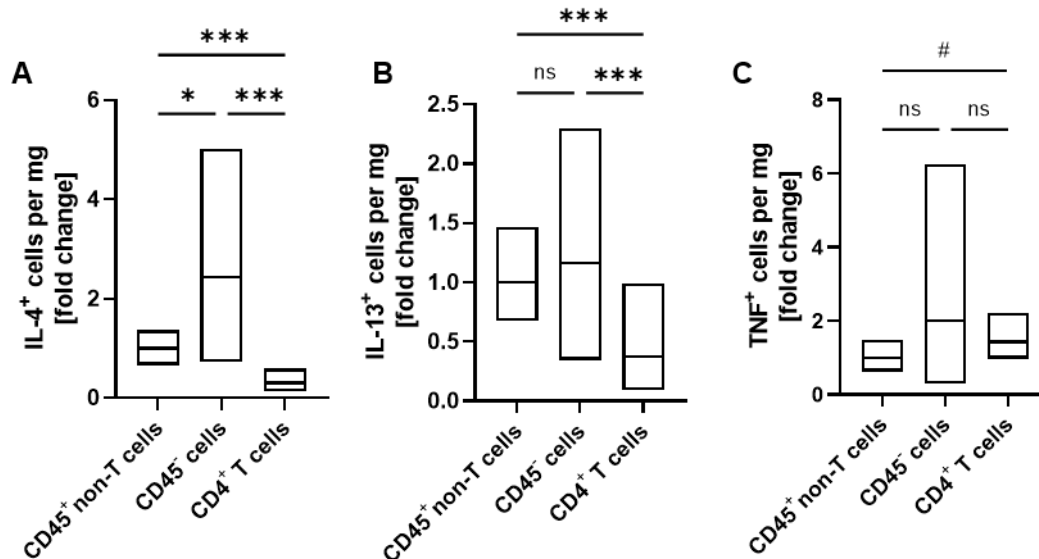 A
***
*
***
IL-4⁺ cells per mg
[fold change]
6
4
2
0
CD45⁺ non-T cells
CD45⁻ cells
CD4⁺ T cells
B
***
ns
***
IL-13⁺ cells per mg
[fold change]
2.5
2.0
1.5
1.0
0.5
0.0
CD45⁺ non-T cells
CD45⁻ cells
CD4⁺ T cells
C
#
ns
ns
TNF⁺ cells per mg
[fold change]
8
6
4
2
0
CD45⁺ non-T cells
CD45⁻ cells
CD4⁺ T cells